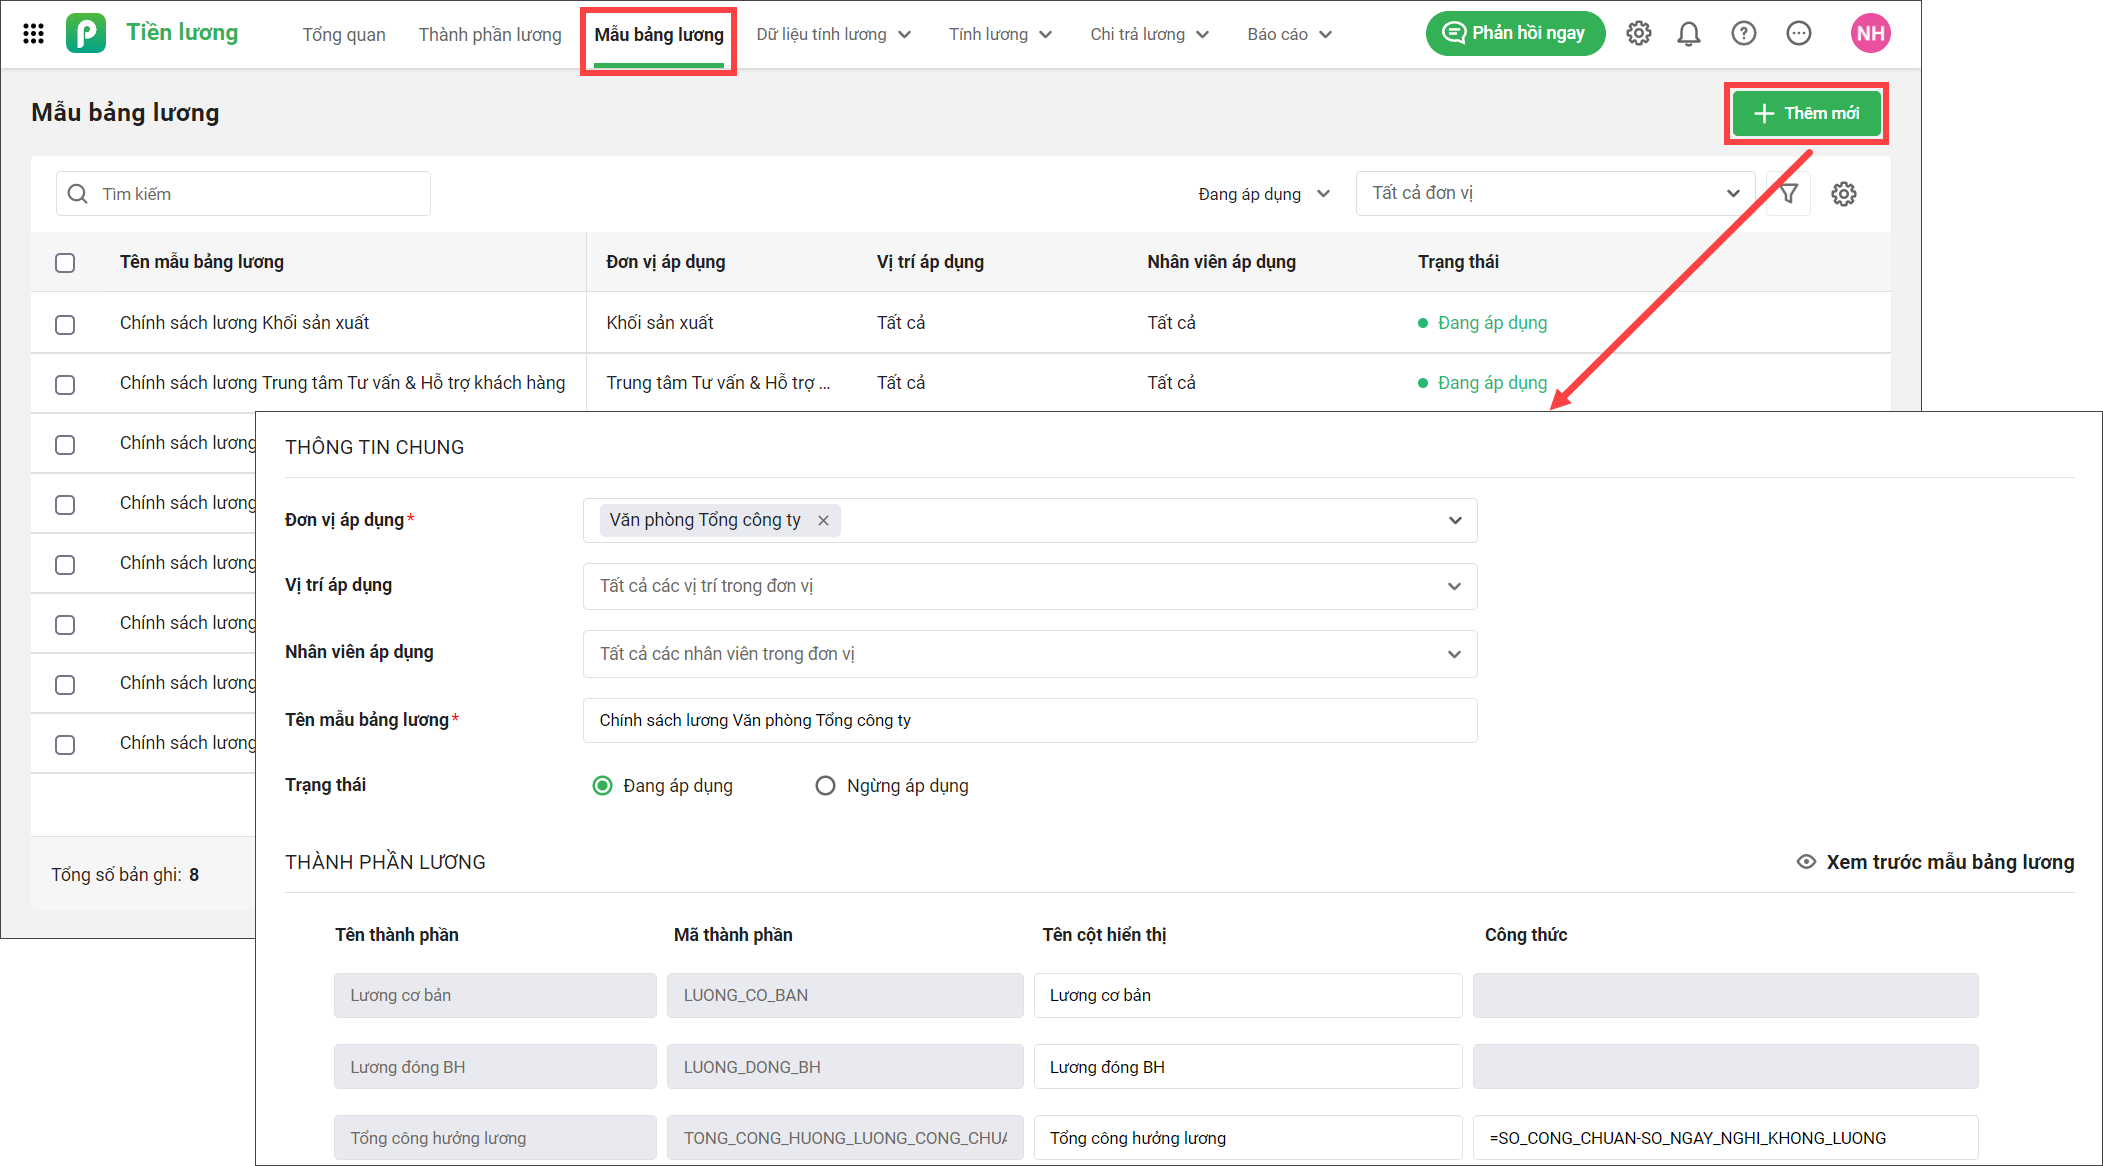 Tiền lương Tổng quan Thành phần lương Mẫu bảng lương Dữ liệu tính lương Tính lương Chi trả lương Báo cáo Phản hồi ngay NH
Mẫu bảng lương
Thêm mới
Tìm kiếm Đang áp dụng Tất cả đơn vị
Tên mẫu bảng lương Đơn vị áp dụng Vị trí áp dụng Nhân viên áp dụng Trạng thái
Chính sách lương Khối sản xuất Khối sản xuất Tất cả Tất cả Đang áp dụng
Chính sách lương Trung tâm Tư vấn & Hỗ trợ khách hàng Trung tâm Tư vấn & Hỗ trợ ... Tất cả Tất cả Đang áp dụng
Chính sách lương
Chính sách lương
Chính sách lương
Chính sách lương
Chính sách lương
Chính sách lương
Tổng số bản ghi: 8
THÔNG TIN CHUNG
Đơn vị áp dụng* Văn phòng Tổng công ty
Vị trí áp dụng Tất cả các vị trí trong đơn vị
Nhân viên áp dụng Tất cả các nhân viên trong đơn vị
Tên mẫu bảng lương* Chính sách lương Văn phòng Tổng công ty
Trạng thái Đang áp dụng Ngừng áp dụng
THÀNH PHẦN LƯƠNG Xem trước mẫu bảng lương
Tên thành phần Mã thành phần Tên cột hiển thị Công thức
Lương cơ bản LUONG_CO_BAN Lương cơ bản
Lương đóng BH LUONG_DONG_BH Lương đóng BH
Tổng công hưởng lương TONG_CONG_HUONG_LUONG_CONG_CHUA Tổng công hưởng lương =SO_CONG_CHUAN-SO_NGAY_NGHI_KHONG_LUONG